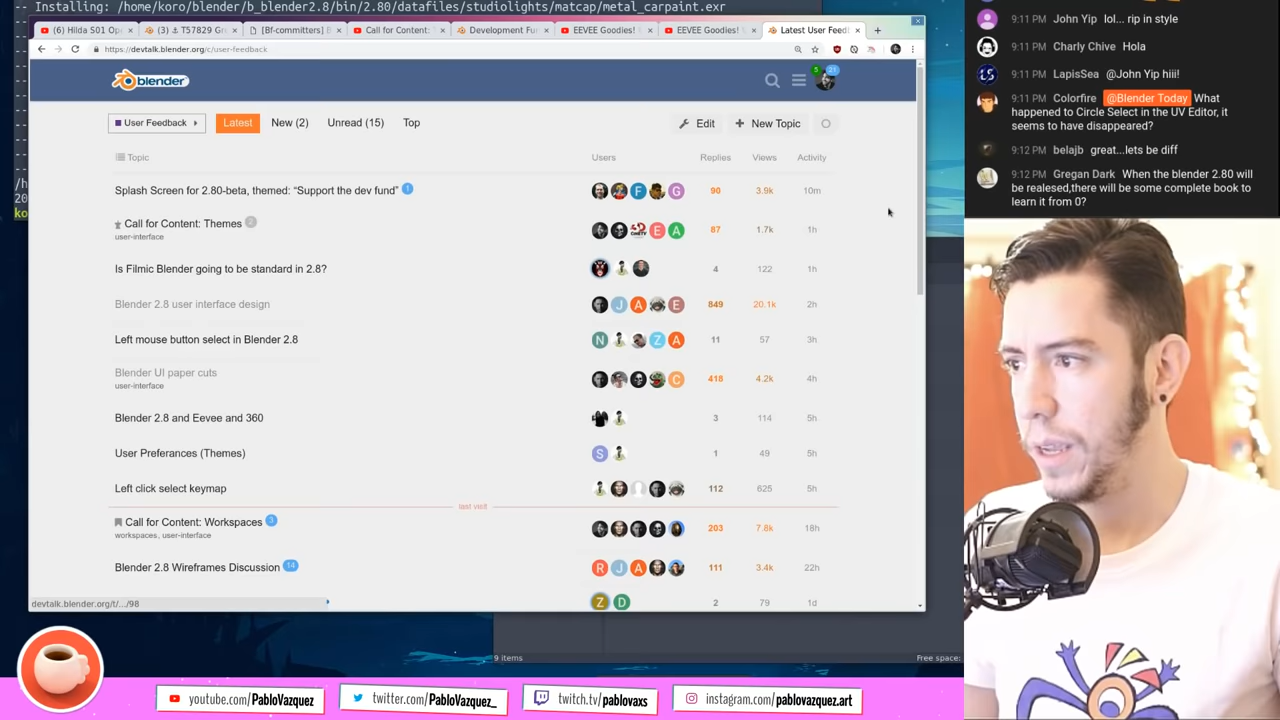 -- Installing: /home/koro/blender/b_blender2.8/bin/2.80/datafiles/studiolights/matcap/metal_carpaint.exr
(6) Hilda S01 Op
(3) T57829 Gr
[Bf-committers]
Call for Content:
Development Fun
EEVEE Goodies!
EEVEE Goodies!
Latest User Feed
https://devtalk.blender.org/c/user-feedback
blender
5 21
User Feedback
Latest
New (2)
Unread (15)
Top
Edit
New Topic
Topic
Users
Replies
Views
Activity
Splash Screen for 2.80-beta, themed: “Support the dev fund” 1
F G
90 3.9k 10m
Call for Content: Themes 2
E A
87 1.7k 1h
user-interface
Is Filmic Blender going to be standard in 2.8?
4 122 1h
Blender 2.8 user interface design
J A E
849 20.1k 2h
Left mouse button select in Blender 2.8
N Z A
11 57 3h
Blender UI paper cuts
C
418 4.2k 4h
user-interface
Blender 2.8 and Eevee and 360
3 114 5h
User Preferances (Themes)
S
1 49 5h
Left click select keymap
112 625 5h
last visit
Call for Content: Workspaces 3
203 7.8k 18h
workspaces, user-interface
Blender 2.8 Wireframes Discussion 14
R J A
111 3.4k 22h
Z D
2 79 1d
devtalk.blender.org/t/.../98
9 items
Free space:
9:11 PM John Yip lol... rip in style
9:11 PM Charly Chive Hola
9:11 PM LapisSea @John Yip hiii!
9:11 PM Colorfire @Blender Today What
happened to Circle Select in the UV Editor, it
seems to have disappeared?
9:12 PM belajb great...lets be diff
9:12 PM Gregan Dark When the blender 2.80 will
be realesed,there will be some complete book to
learn it from 0?
youtube.com/PabloVazquez
twitter.com/PabloVazquez_
twitch.tv/pablovaxs
instagram.com/pablovazquez.art